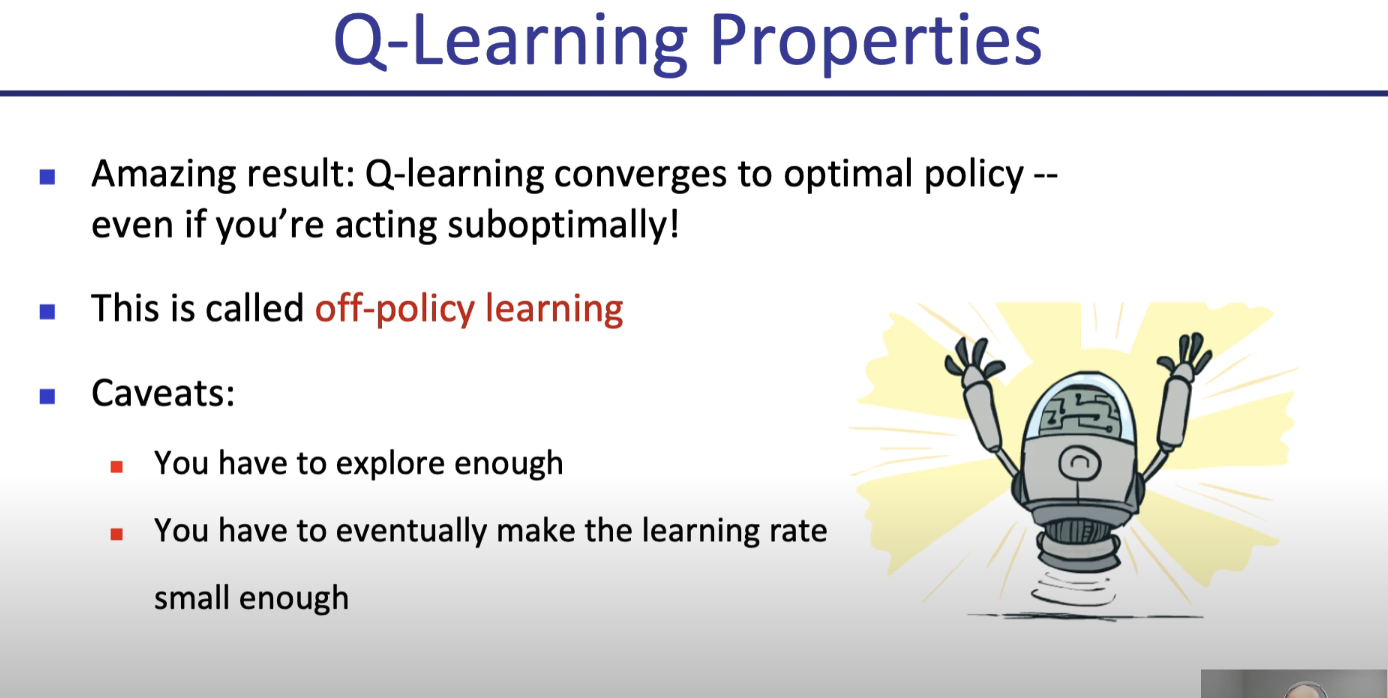 Q-Learning Properties
Amazing result: Q-learning converges to optimal policy --
even if you’re acting suboptimally!
This is called off-policy learning
Caveats:
You have to explore enough
You have to eventually make the learning rate
small enough